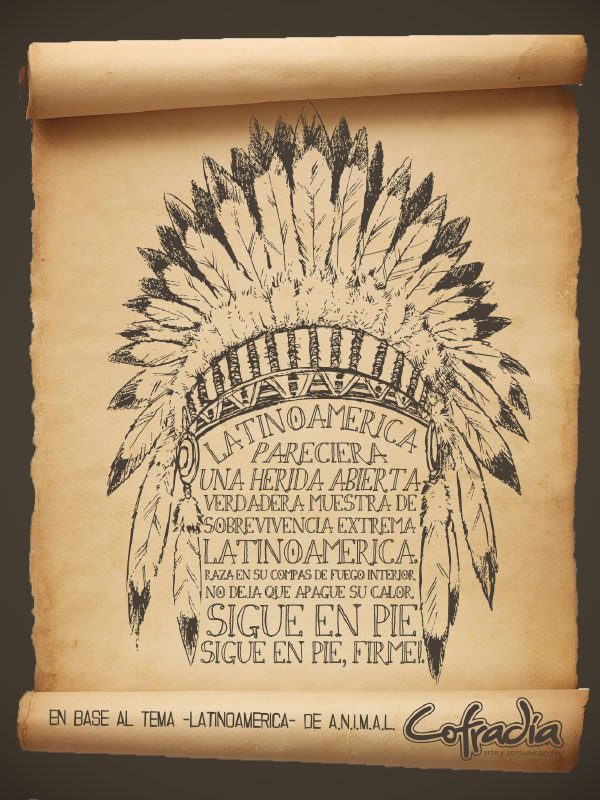 LATINOAMERICA
PARECIERA
UNA HERIDA ABIERTA
VERDADERA MUESTRA DE
SOBREVIVENCIA EXTREMA
LATINOAMERICA.
RAZA EN SU COMPAS DE FUEGO INTERIOR
NO DEJA QUE APAGUE SU CALOR.
SIGUE EN PIE
SIGUE EN PIE, FIRME!.
EN BASE AL TEMA -LATINOAMERICA- DE A.N.I.M.A.L.
Cofradia
arte y comunicación